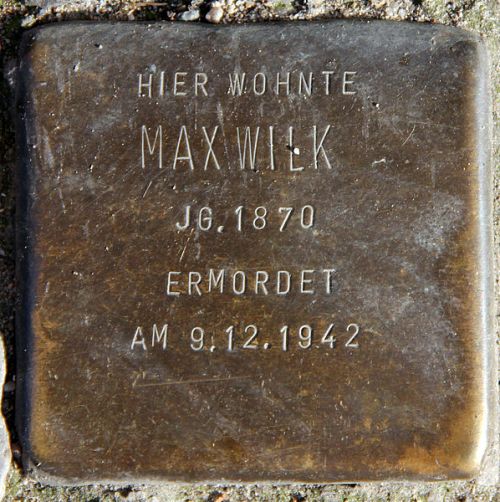 HIER WOHNTE
MAX WILK
JG. 1870
ERMORDET
AM 9.12.1942